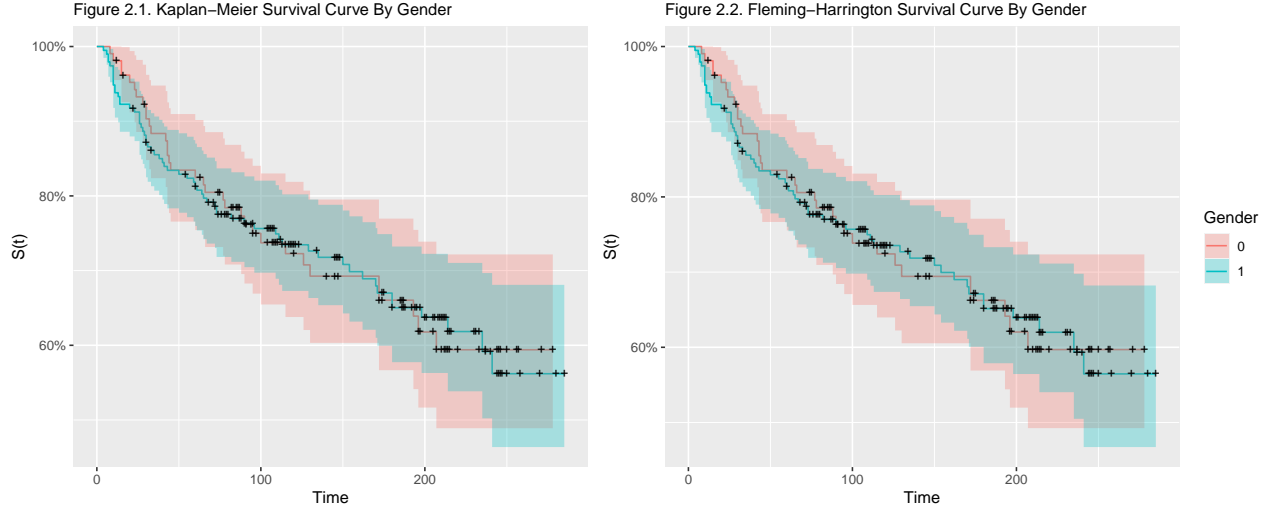 Figure 2.1. Kaplan−Meier Survival Curve By Gender
100%
80%
60%
S(t)
0
100
200
Time
Figure 2.2. Fleming−Harrington Survival Curve By Gender
100%
80%
60%
S(t)
0
100
200
Time
Gender
0
1